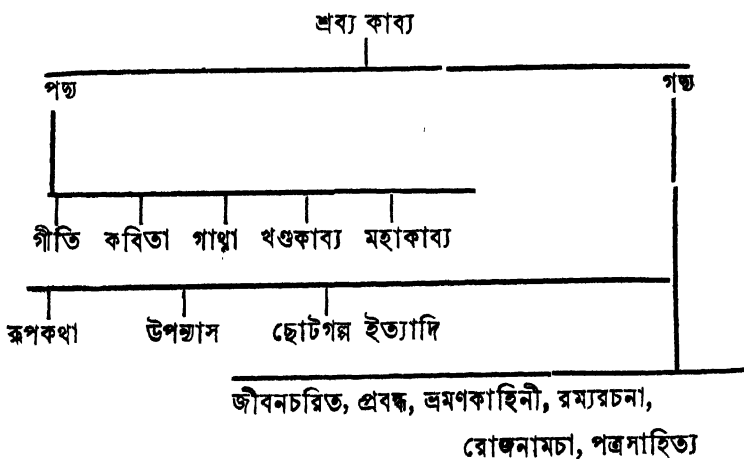 শ্রব্য কাব্য
পদ্য গদ্য
গীতি কবিতা গাথা খণ্ডকাব্য মহাকাব্য
রূপকথা উপন্যাস ছোটগল্প ইত্যাদি
জীবনচরিত, প্রবন্ধ, ভ্রমণকাহিনী, রম্যরচনা,
রোজনামচা, পত্রসাহিত্য